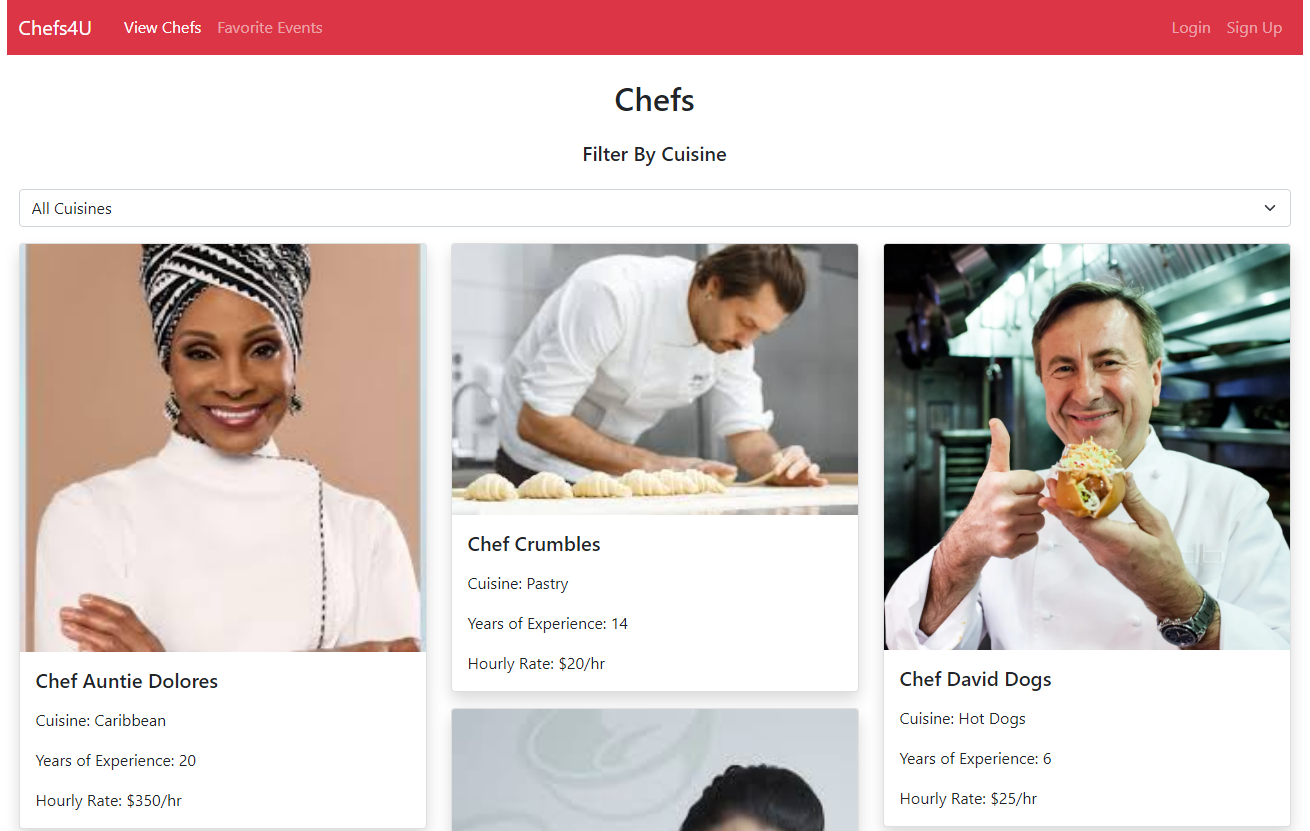 Chefs4U View Chefs Favorite Events Login Sign Up
Chefs
Filter By Cuisine
All Cuisines
Chef Auntie Dolores
Cuisine: Caribbean
Years of Experience: 20
Hourly Rate: $350/hr
Chef Crumbles
Cuisine: Pastry
Years of Experience: 14
Hourly Rate: $20/hr
Chef David Dogs
Cuisine: Hot Dogs
Years of Experience: 6
Hourly Rate: $25/hr